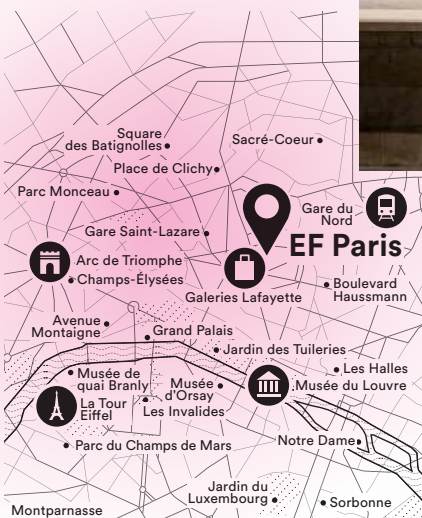 Square
des Batignolles
Sacré-Coeur
Place de Clichy
Parc Monceau
Gare du
Nord
Gare Saint-Lazare
EF Paris
Arc de Triomphe
Champs-Élysées
Galeries Lafayette
Boulevard
Haussmann
Avenue
Montaigne
Grand Palais
Jardin des Tuileries
Les Halles
Musée de
quai Branly
Musée
d'Orsay
Musée du Louvre
La Tour
Eiffel
Les Invalides
Parc du Champs de Mars
Notre Dame
Jardin du
Luxembourg
Sorbonne
Montparnasse